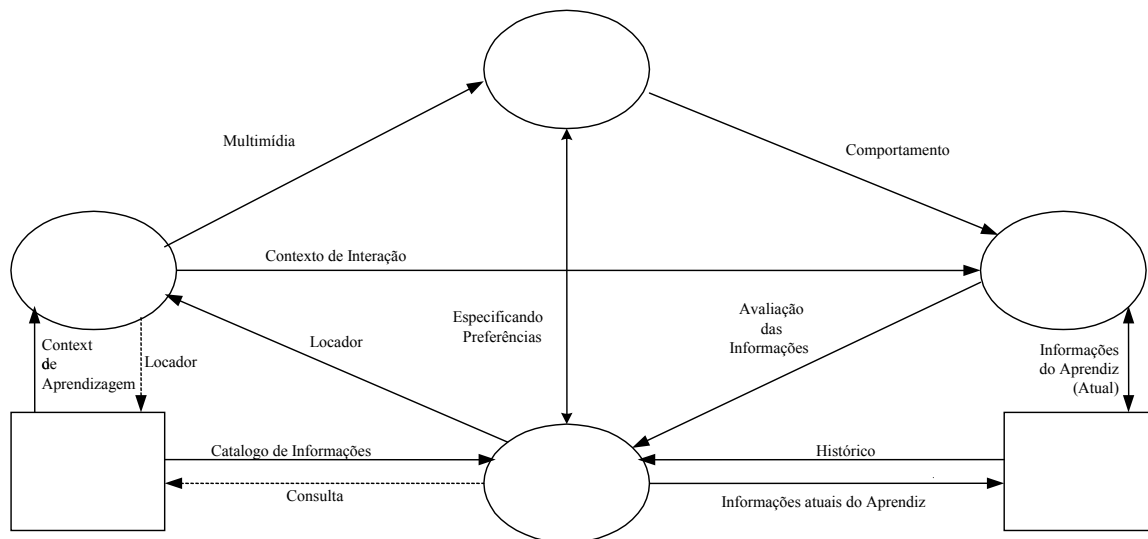 Multimídia
Comportamento
Contexto de Interação
Especificando
Preferências
Avaliação
das
Informações
Locador
Context
de
Aprendizagem
Locador
Informações
do Aprendiz
(Atual)
Catalogo de Informações
Histórico
Consulta
Informações atuais do Aprendiz